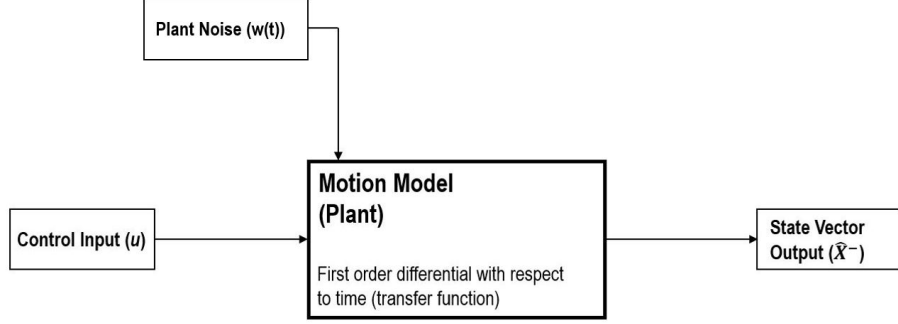 Plant Noise (w(t))
Motion Model
(Plant)
First order differential with respect
to time (transfer function)
Control Input (u)
State Vector
Output (X̂⁻)